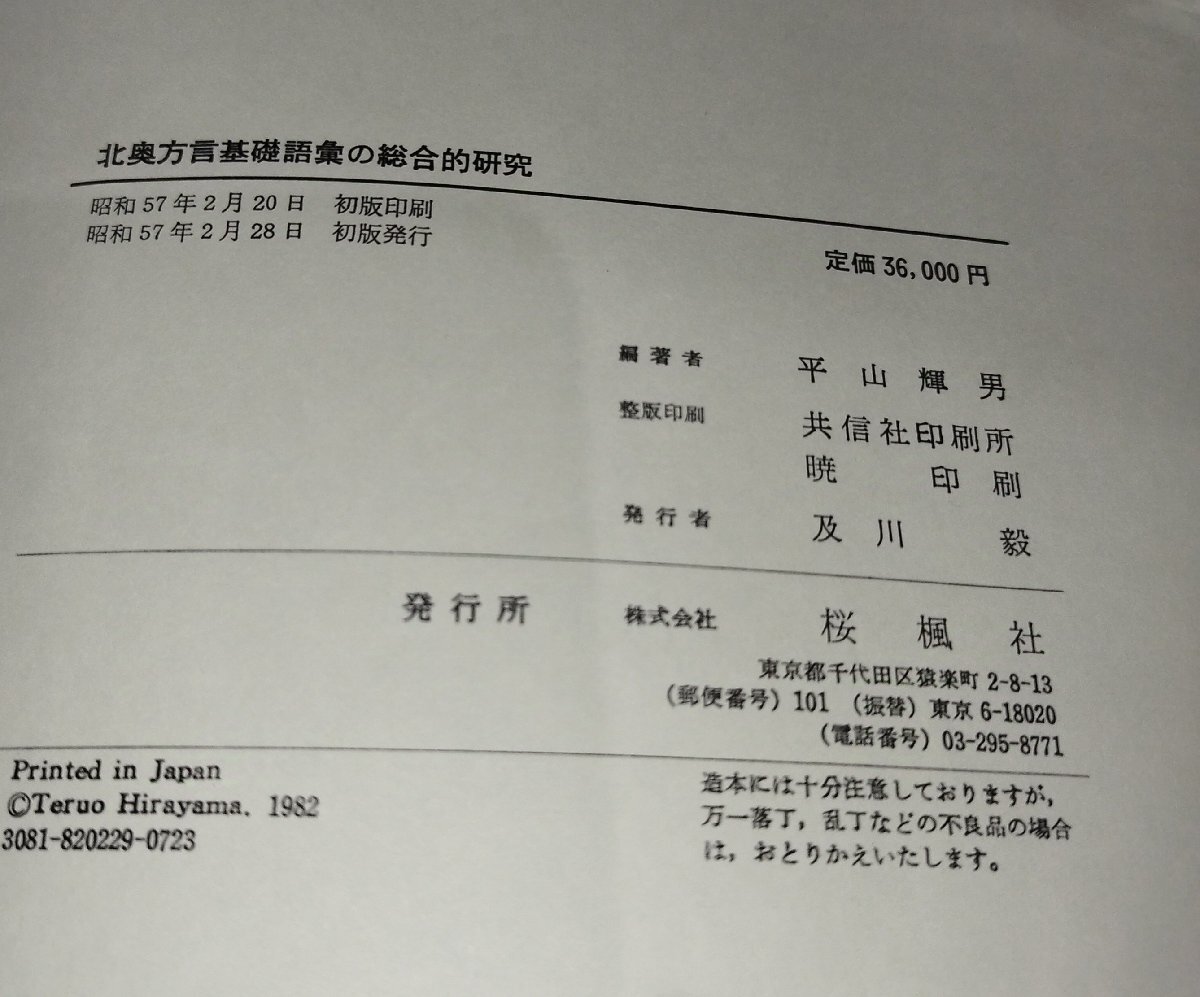 北奥方言基礎語彙の総合的研究
昭和57年2月20日 初版印刷
昭和57年2月28日 初版発行
定価36,000円
編著者 平山輝男
整版印刷 共信社印刷所
暁印刷
発行者 及川毅
発行所 株式会社 桜楓社
東京都千代田区猿楽町2-8-13
(郵便番号) 101 (振替) 東京6-18020
(電話番号) 03-295-8771
Printed in Japan
©Teruo Hirayama. 1982
3081-820229-0723
造本には十分注意しておりますが,
万一落丁,乱丁などの不良品の場合
は,おとりかえいたします。